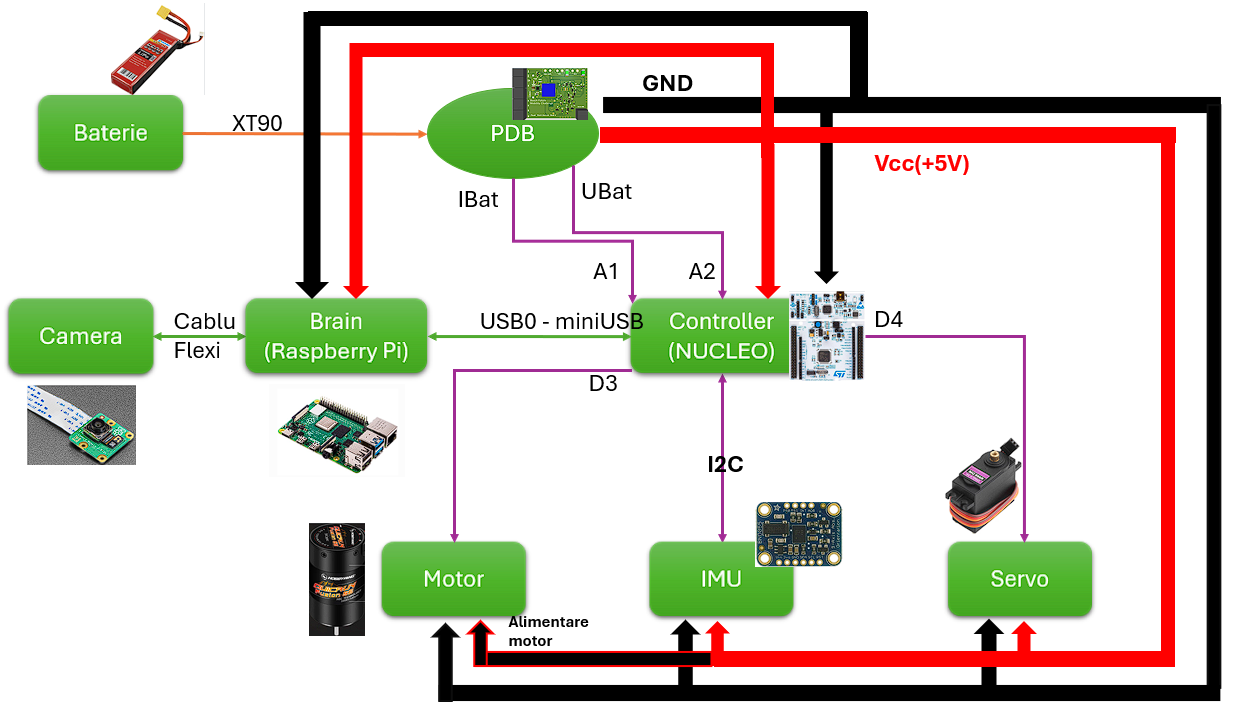 GND
Baterie
XT90
PDB
Vcc(+5V)
IBat
UBat
A1
A2
Camera
Cablu
Flexi
Brain
(Raspberry Pi)
USB0 - miniUSB
Controller
(NUCLEO)
D4
D3
I2C
Motor
IMU
Servo
Alimentare
motor